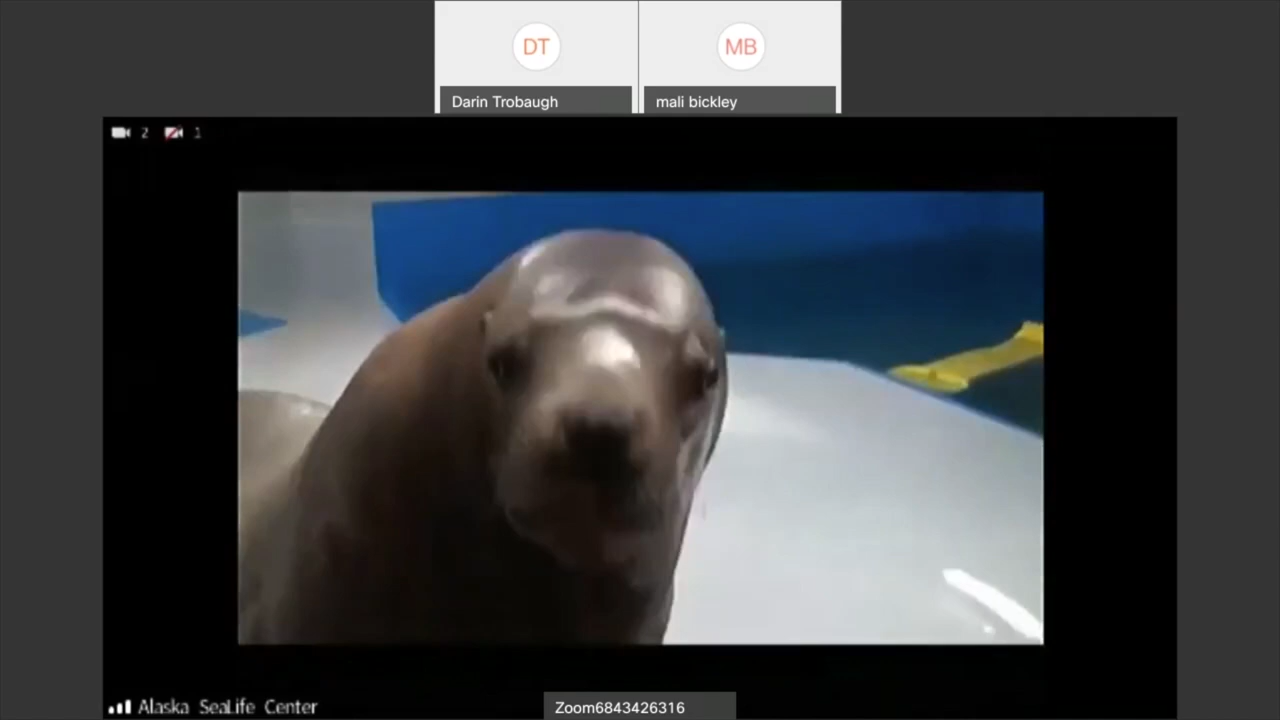 DT
MB
Darin Trobaugh
mali bickley
2
1
Alaska SeaLife Center
Zoom6843426316